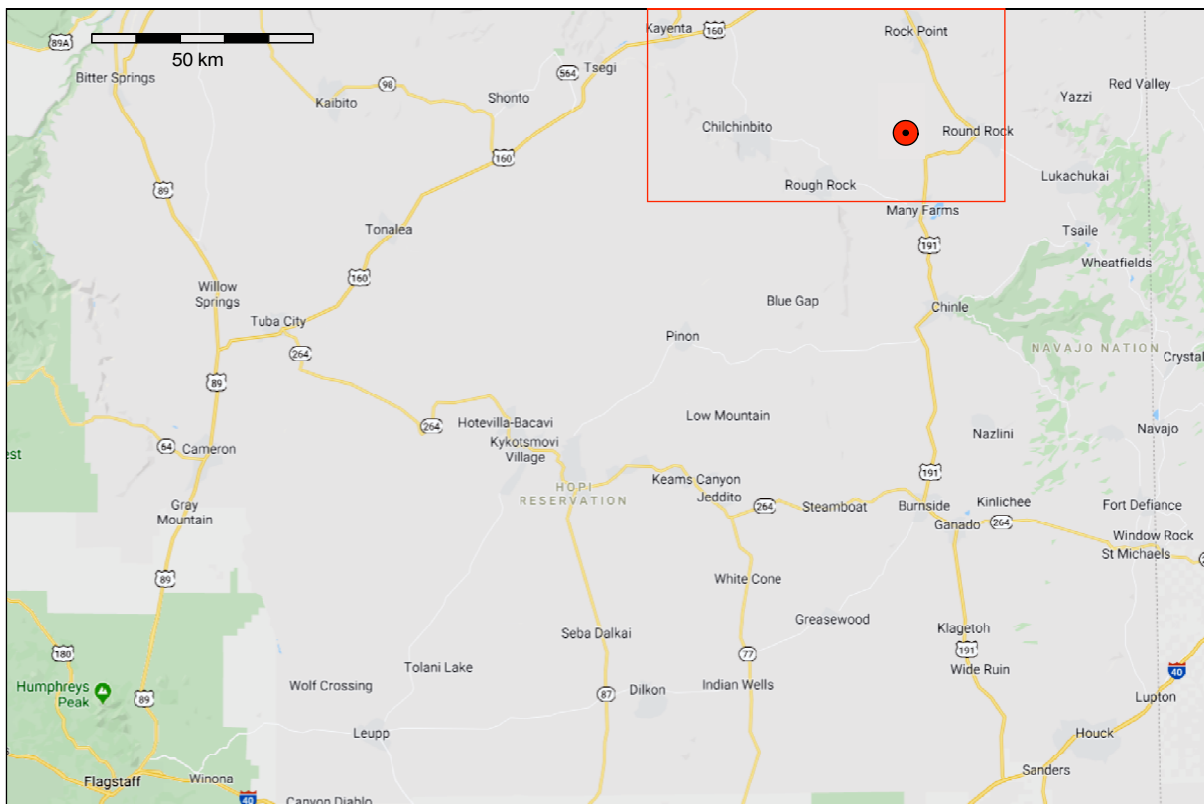 Kayenta
160
Rock Point
89A
50 km
Tsegi
564
Bitter Springs
98
Shonto
Kaibito
Red Valley
Yazzi
Chilchinbito
Round Rock
160
Lukachukai
Rough Rock
89
Many Farms
Tonalea
191
Tsaile
Wheatfields
160
Willow
Springs
Blue Gap
Chinle
Tuba City
Pinon
264
NAVAJO NATION
Crystal
89
Low Mountain
Hotevilla-Bacavi
264
Kykotsmovi
Village
Nazlini
Navajo
64
Cameron
est
191
Keams Canyon
HOPI
RESERVATION
Jeddito
264
Steamboat
Burnside
Kinlichee
Fort Defiance
Gray
Mountain
Ganado
264
Window Rock
St Michaels
89
White Cone
Greasewood
Seba Dalkai
Klagetoh
180
77
191
Wide Ruin
Tolani Lake
40
Humphreys
Peak
Wolf Crossing
89
87
Dilkon
Indian Wells
Lupton
Leupp
Houck
s
Flagstaff
Winona
Sanders
40
Canyon Diablo